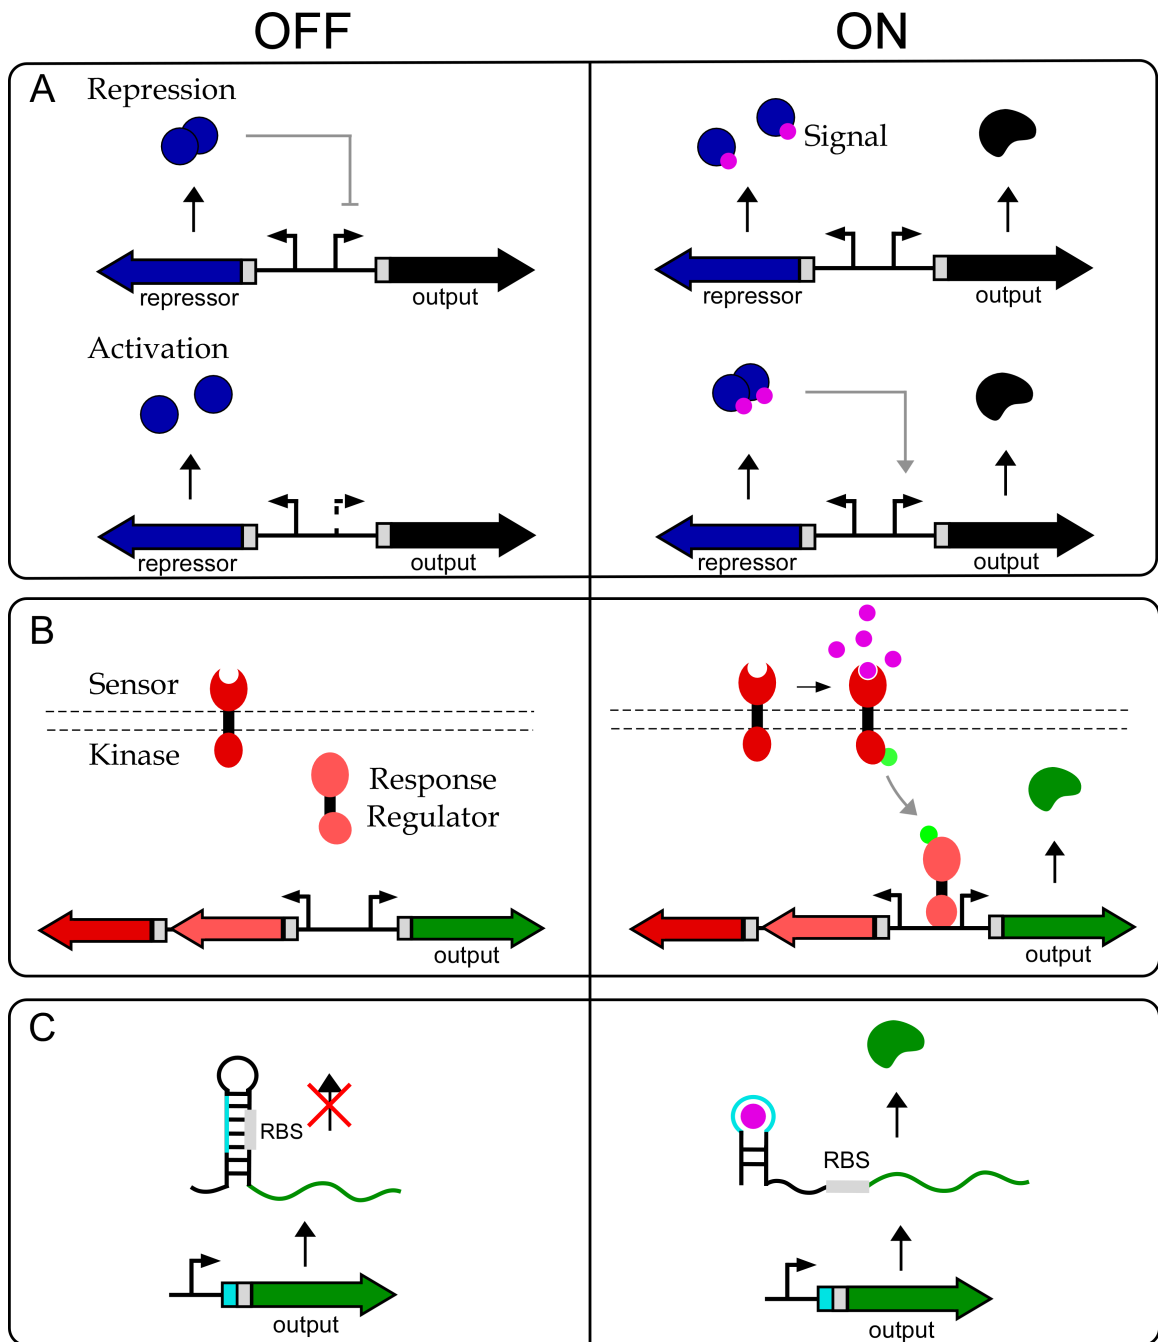 OFF
ON
A
Repression
Signal
repressor
output
repressor
output
Activation
repressor
output
repressor
output
B
Sensor
Kinase
Response
Regulator
output
output
C
RBS
RBS
output
output